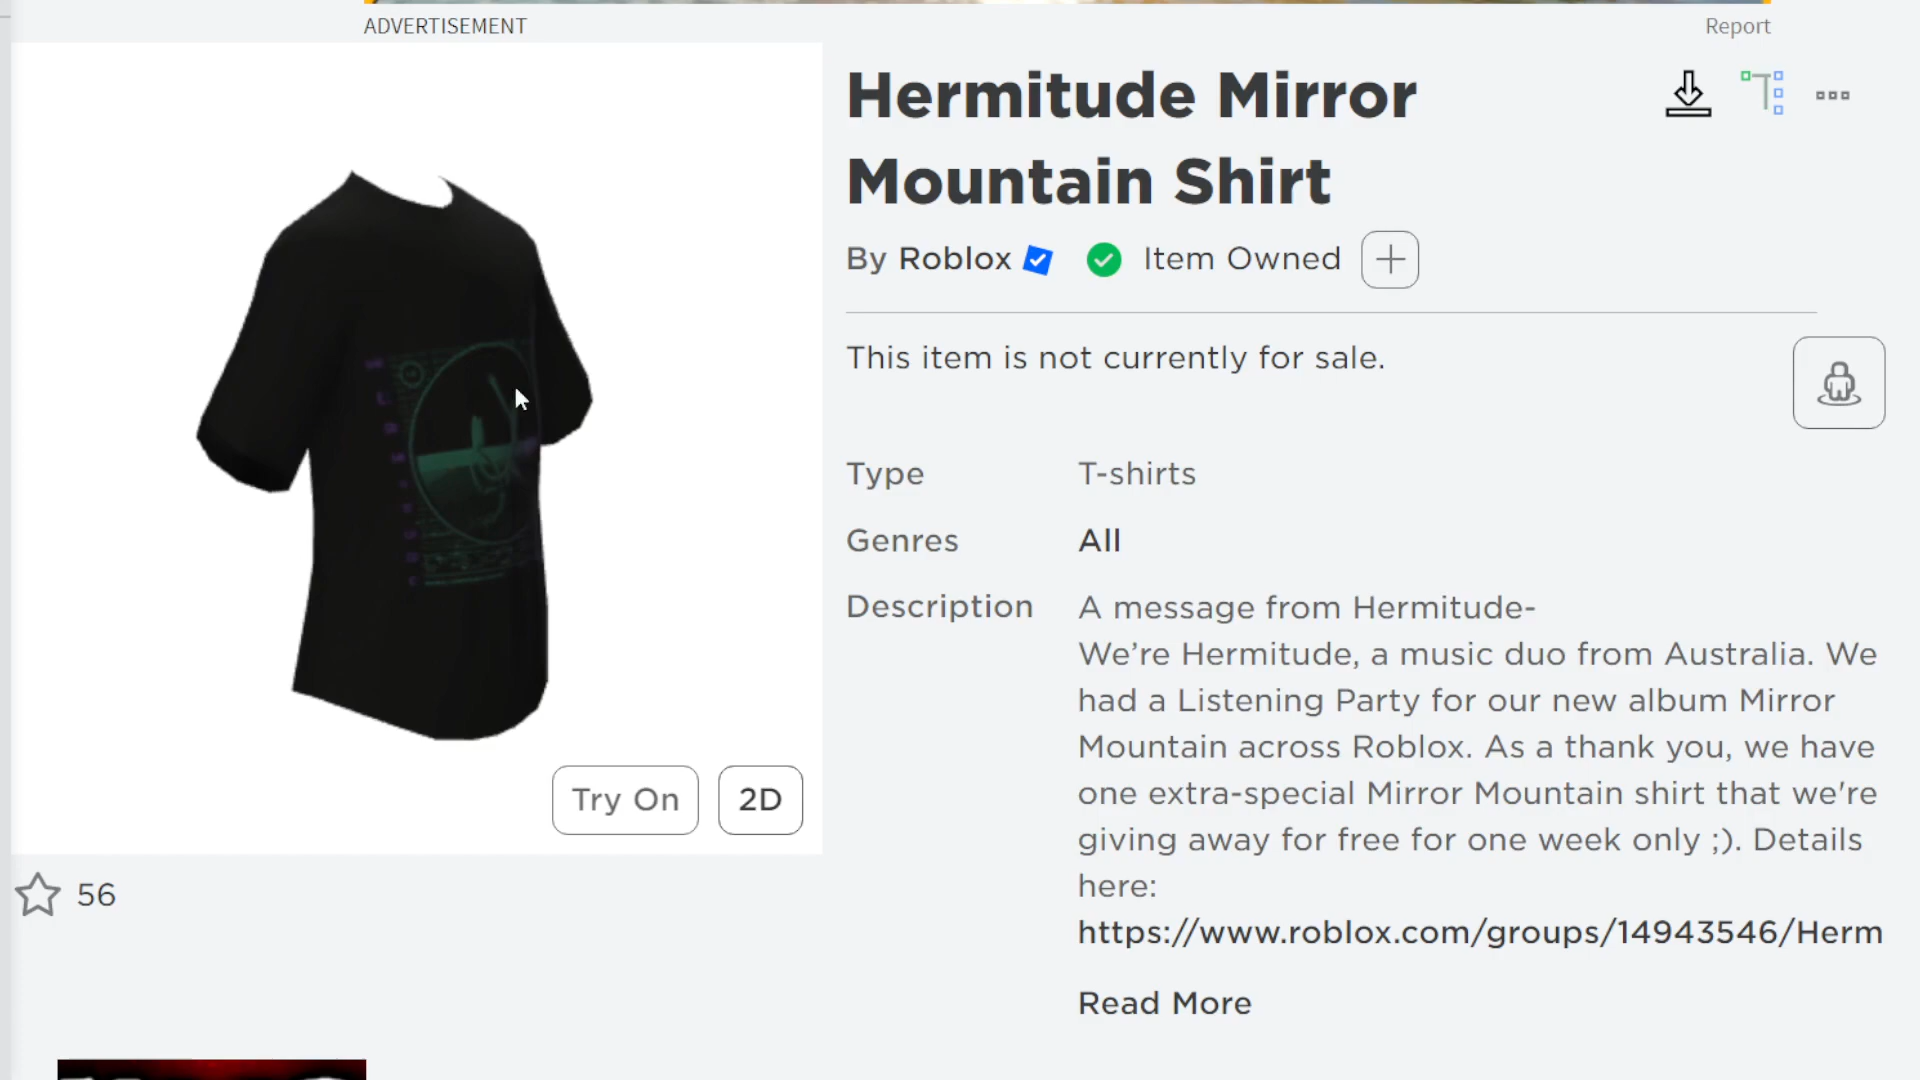 ADVERTISEMENT
Report
Hermitude Mirror
Mountain Shirt
By Roblox
Item Owned
This item is not currently for sale.
Type T-shirts
Genres All
Description A message from Hermitude-
We’re Hermitude, a music duo from Australia. We
had a Listening Party for our new album Mirror
Mountain across Roblox. As a thank you, we have
one extra-special Mirror Mountain shirt that we're
giving away for free for one week only ;). Details
here:
https://www.roblox.com/groups/14943546/Herm
Read More
Try On
2D
56